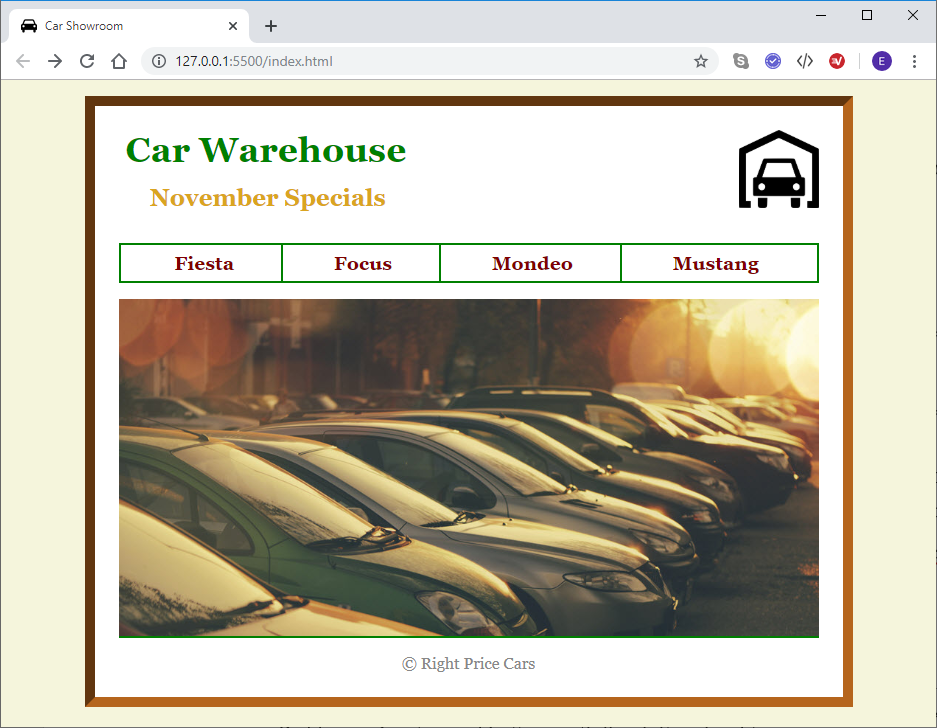 Car Showroom
127.0.0.1:5500/index.html
S
V
E
Car Warehouse
November Specials
Fiesta Focus Mondeo Mustang
© Right Price Cars